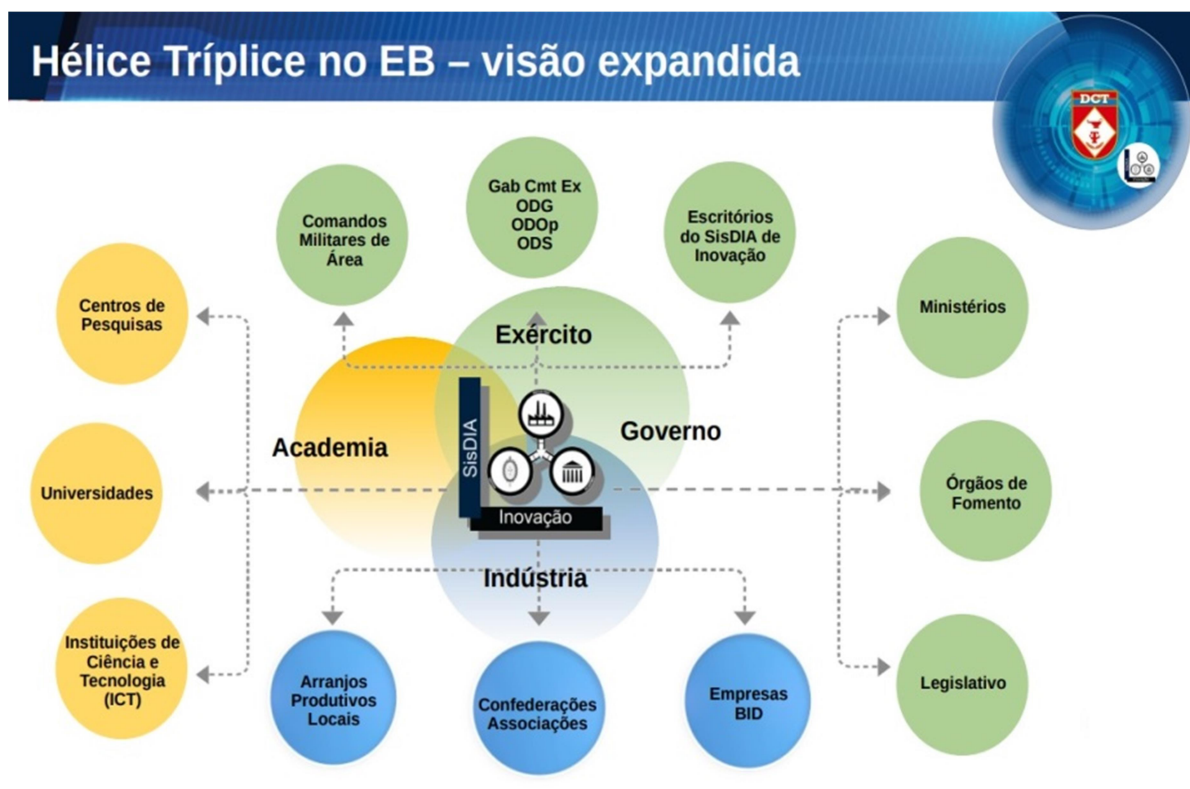 Hélice Tríplice no EB – visão expandida
DCT
Gab Cmt Ex
ODG
ODOp
ODS
Comandos
Militares de
Área
Escritórios
do SisDIA de
Inovação
Centros de
Pesquisas
Ministérios
Exército
Academia
Governo
SisDIA
Inovação
Universidades
Órgãos de
Fomento
Indústria
Instituições de
Ciência e
Tecnologia
(ICT)
Arranjos
Produtivos
Locais
Confederações
Associações
Empresas
BID
Legislativo